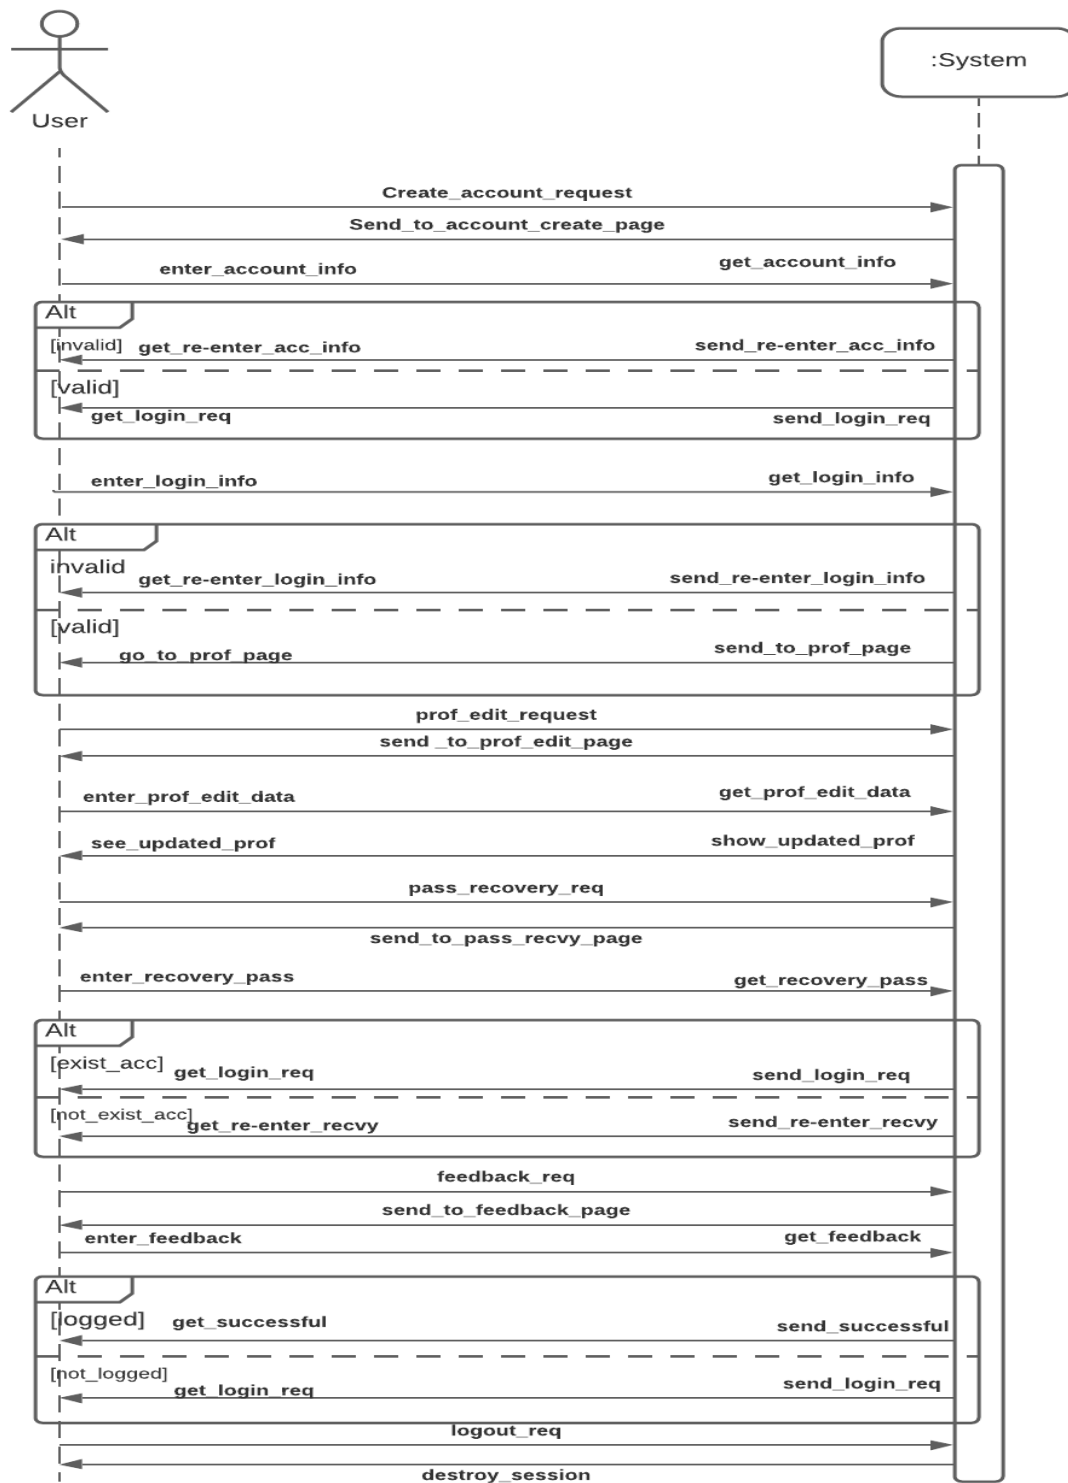 :System
User
Create_account_request
Send_to_account_create_page
enter_account_info get_account_info
Alt
[invalid] get_re-enter_acc_info send_re-enter_acc_info
[valid]
get_login_req send_login_req
enter_login_info get_login_info
Alt
invalid
get_re-enter_login_info send_re-enter_login_info
[valid]
go_to_prof_page send_to_prof_page
prof_edit_request
send _to_prof_edit_page
enter_prof_edit_data get_prof_edit_data
see_updated_prof show_updated_prof
pass_recovery_req
send_to_pass_recvy_page
enter_recovery_pass get_recovery_pass
Alt
[exist_acc] get_login_req send_login_req
[not_exist_acc] get_re-enter_recvy send_re-enter_recvy
feedback_req
send_to_feedback_page
enter_feedback get_feedback
Alt
[logged] get_successful send_successful
[not_logged]
get_login_req send_login_req
logout_req
destroy_session